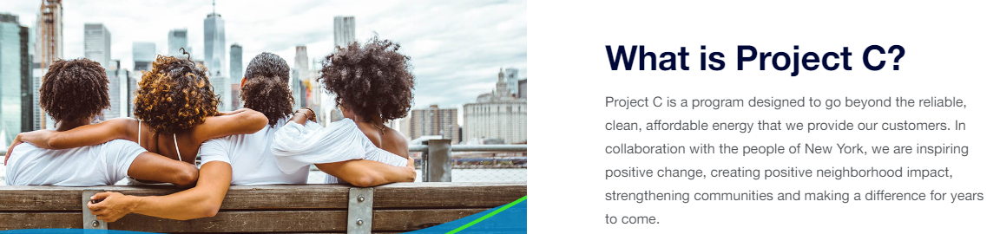 What is Project C?
Project C is a program designed to go beyond the reliable,
clean, affordable energy that we provide our customers. In
collaboration with the people of New York, we are inspiring
positive change, creating positive neighborhood impact,
strengthening communities and making a difference for years
to come.